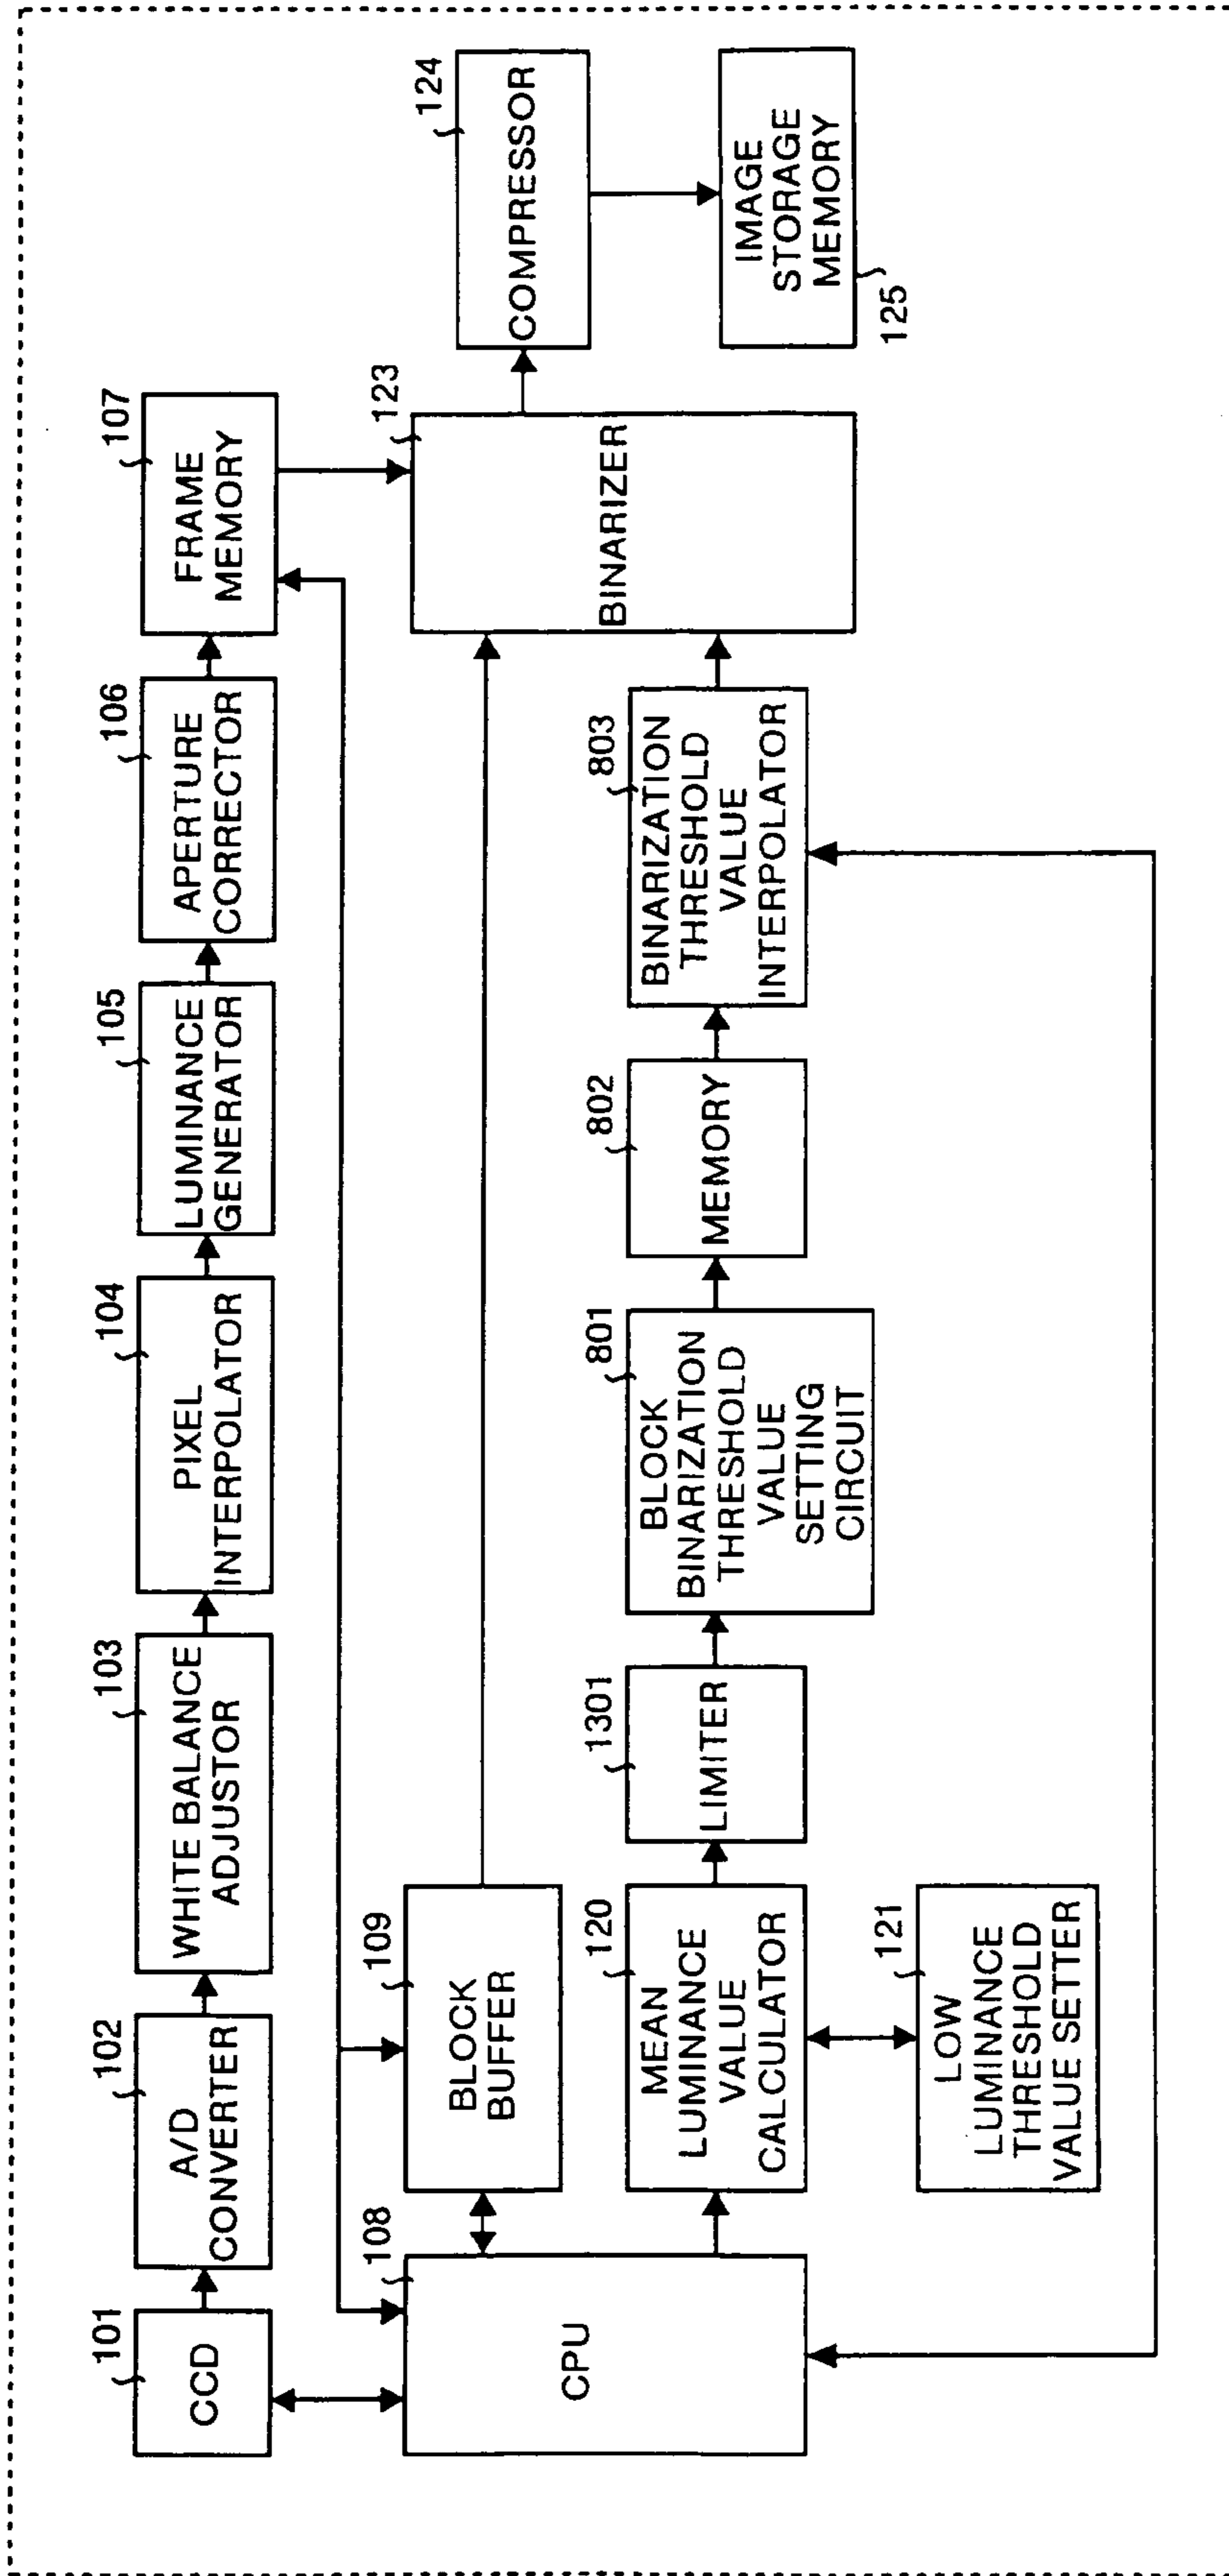 101
CCD
102
A/D
CONVERTER
103
WHITE BALANCE
ADJUSTOR
104
PIXEL
INTERPOLATOR
105
LUMINANCE
GENERATOR
106
APERTURE
CORRECTOR
107
FRAME
MEMORY
108
CPU
109
BLOCK
BUFFER
123
BINARIZER
124
COMPRESSOR
IMAGE
STORAGE
MEMORY
125
120
MEAN
LUMINANCE
VALUE
CALCULATOR
1301
LIMITER
801
BLOCK
BINARIZATION
THRESHOLD
VALUE
SETTING
CIRCUIT
802
MEMORY
803
BINARIZATION
THRESHOLD
VALUE
INTERPOLATOR
121
LOW
LUMINANCE
THRESHOLD
VALUE SETTER